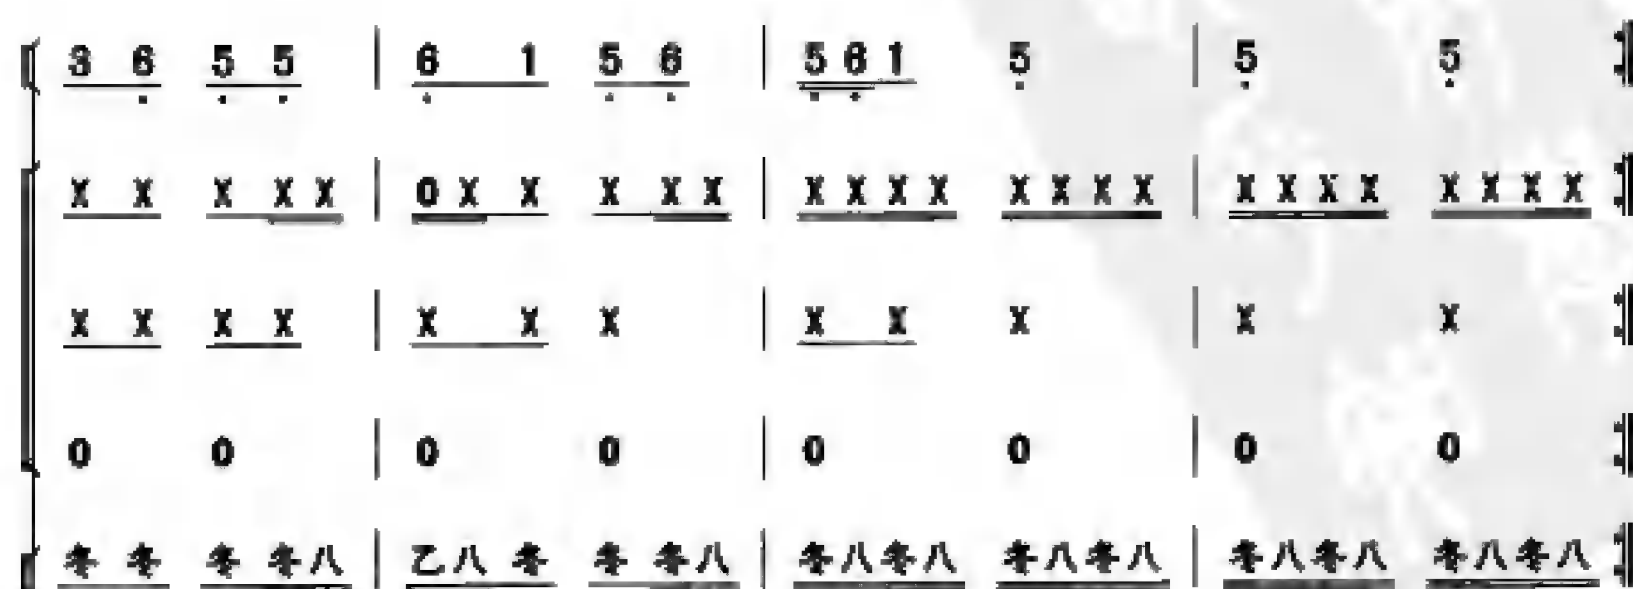 3 6 5 5 | 6 1 5 6 | 5 6 1 5 | 5 5
X X X X X | 0 X X X X X | X X X X X X X X | X X X X X X X X
X X X X | X X X | X X X | X X
0 0 | 0 0 | 0 0 | 0 0
冬 冬 冬 冬八 | 乙八 冬 冬 冬八 | 冬八冬八 冬八冬八 | 冬八冬八 冬八冬八